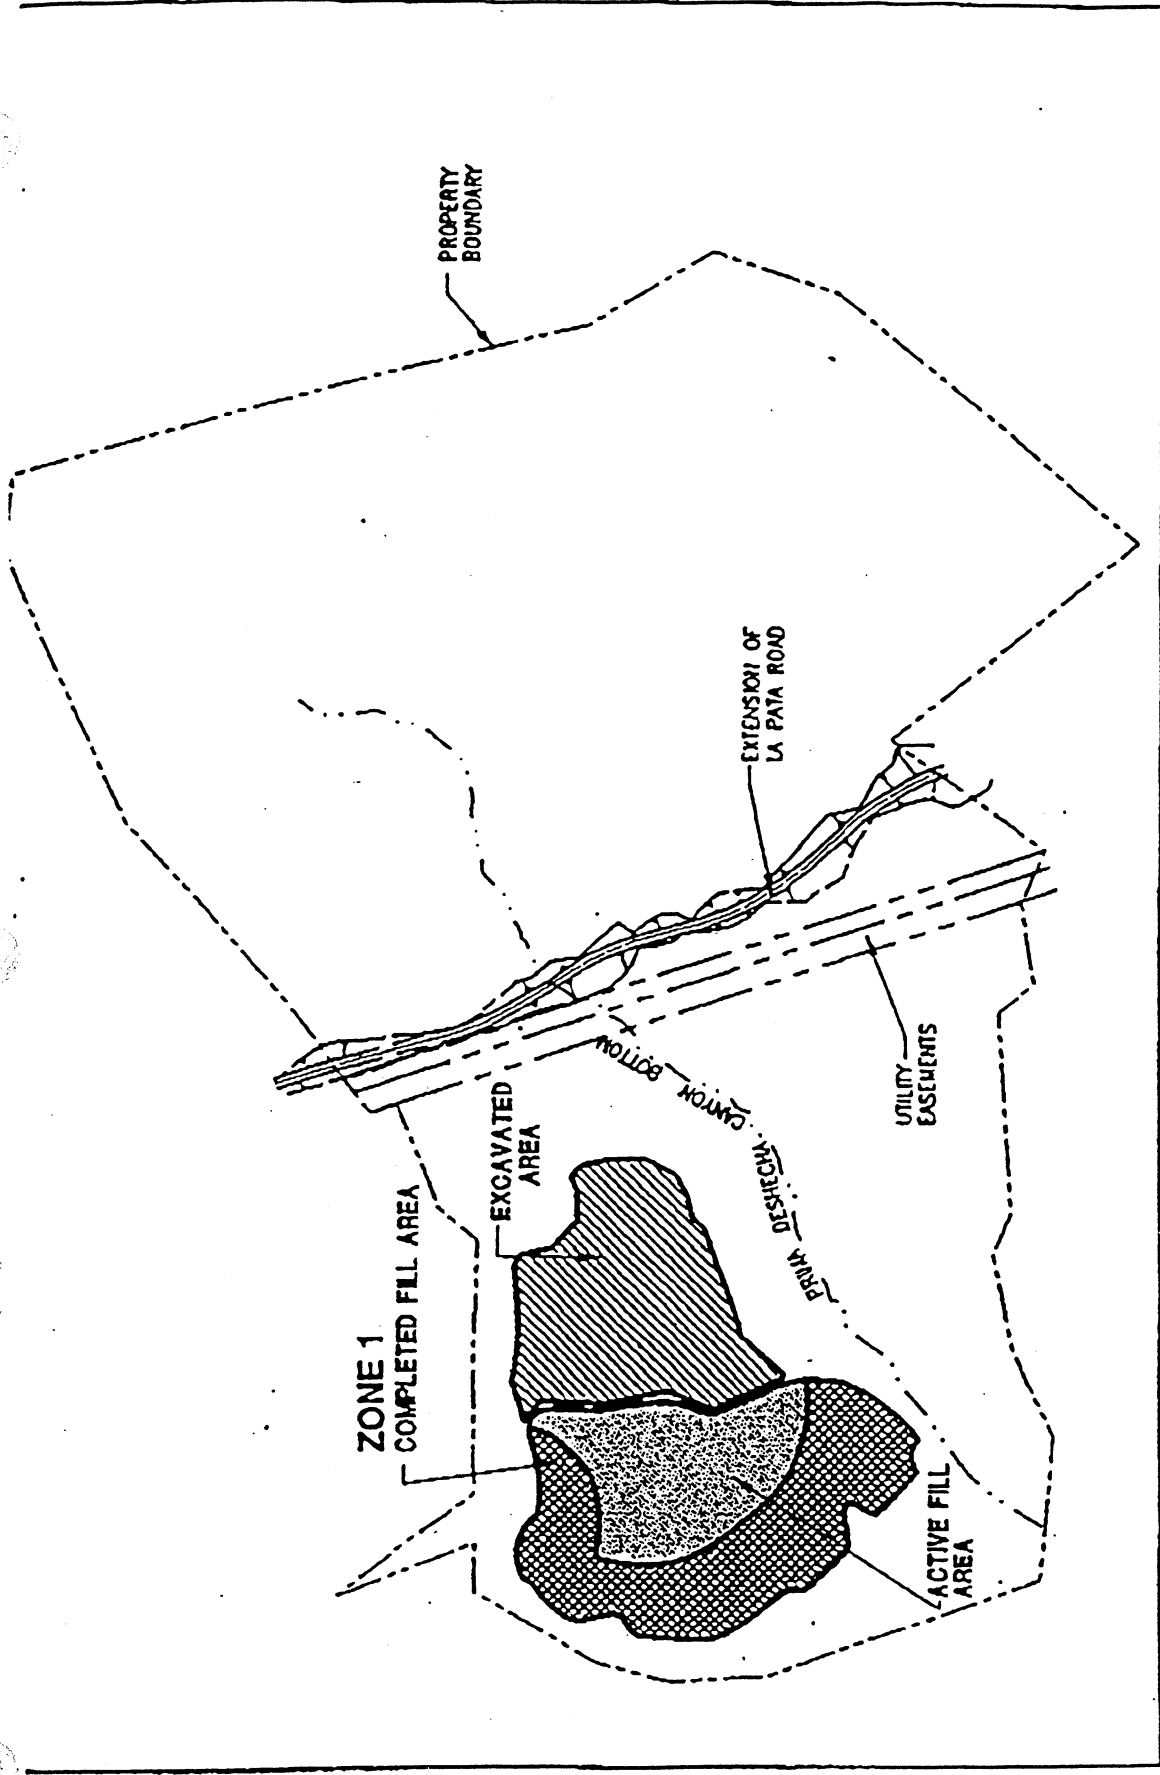 PROPERTY
BOUNDARY
EXTENSION OF
LA PATA ROAD
UTILITY
EASEMENTS
PRIMA DESHECHA CANYON BOTTOM
EXCAVATED
AREA
ZONE 1
COMPLETED FILL AREA
ACTIVE FILL
AREA